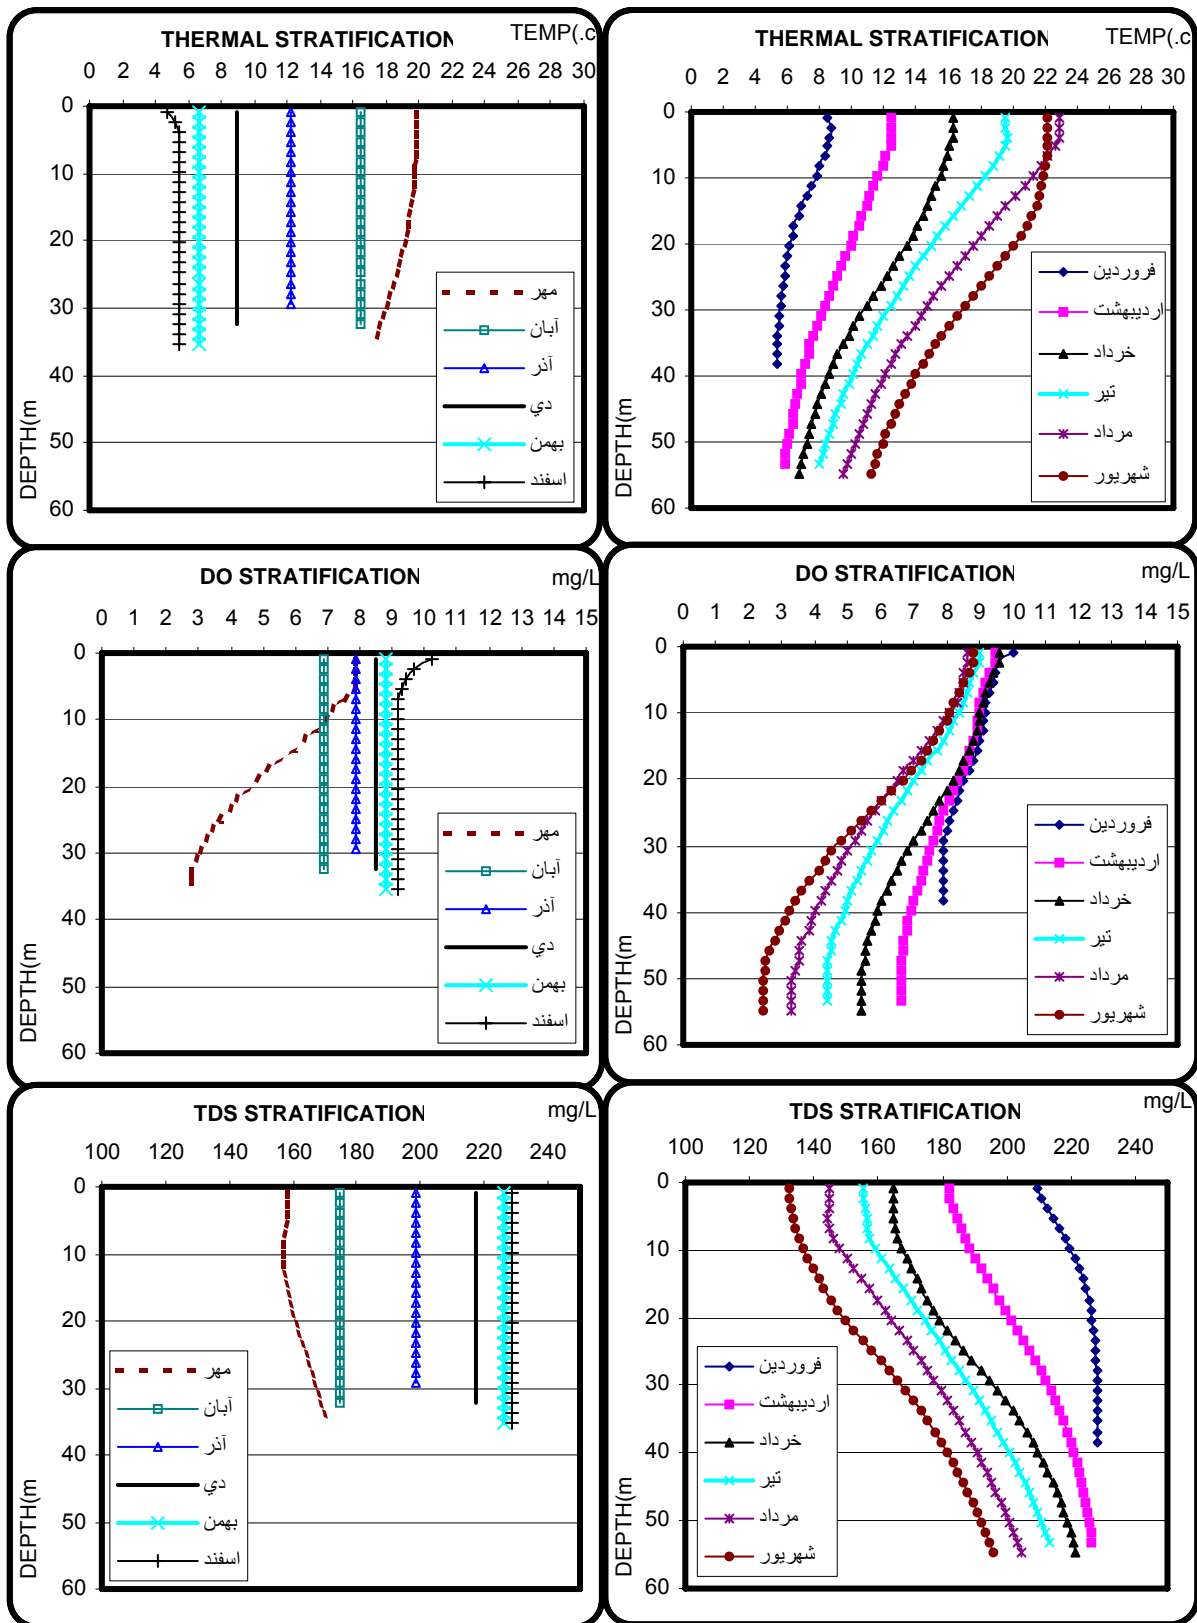 THERMAL STRATIFICATION TEMP(.c
0 2 4 6 8 10 12 14 16 18 20 22 24 26 28 30
0
10
20
30
40
50
60
DEPTH(m
مهر
آبان
آذر
دي
بهمن
اسفند
THERMAL STRATIFICATION TEMP(.c
0 2 4 6 8 10 12 14 16 18 20 22 24 26 28 30
0
10
20
30
40
50
60
DEPTH(m
فروردين
ارديبهشت
خرداد
تير
مرداد
شهريور
DO STRATIFICATION mg/L
0 1 2 3 4 5 6 7 8 9 10 11 12 13 14 15
0
10
20
30
40
50
60
DEPTH(m
مهر
آبان
آذر
دي
بهمن
اسفند
DO STRATIFICATION mg/L
0 1 2 3 4 5 6 7 8 9 10 11 12 13 14 15
0
10
20
30
40
50
60
DEPTH(m
فروردين
ارديبهشت
خرداد
تير
مرداد
شهريور
TDS STRATIFICATION mg/L
100 120 140 160 180 200 220 240
0
10
20
30
40
50
60
DEPTH(m
مهر
آبان
آذر
دي
بهمن
اسفند
TDS STRATIFICATION mg/L
100 120 140 160 180 200 220 240
0
10
20
30
40
50
60
DEPTH(m
فروردين
ارديبهشت
خرداد
تير
مرداد
شهريور